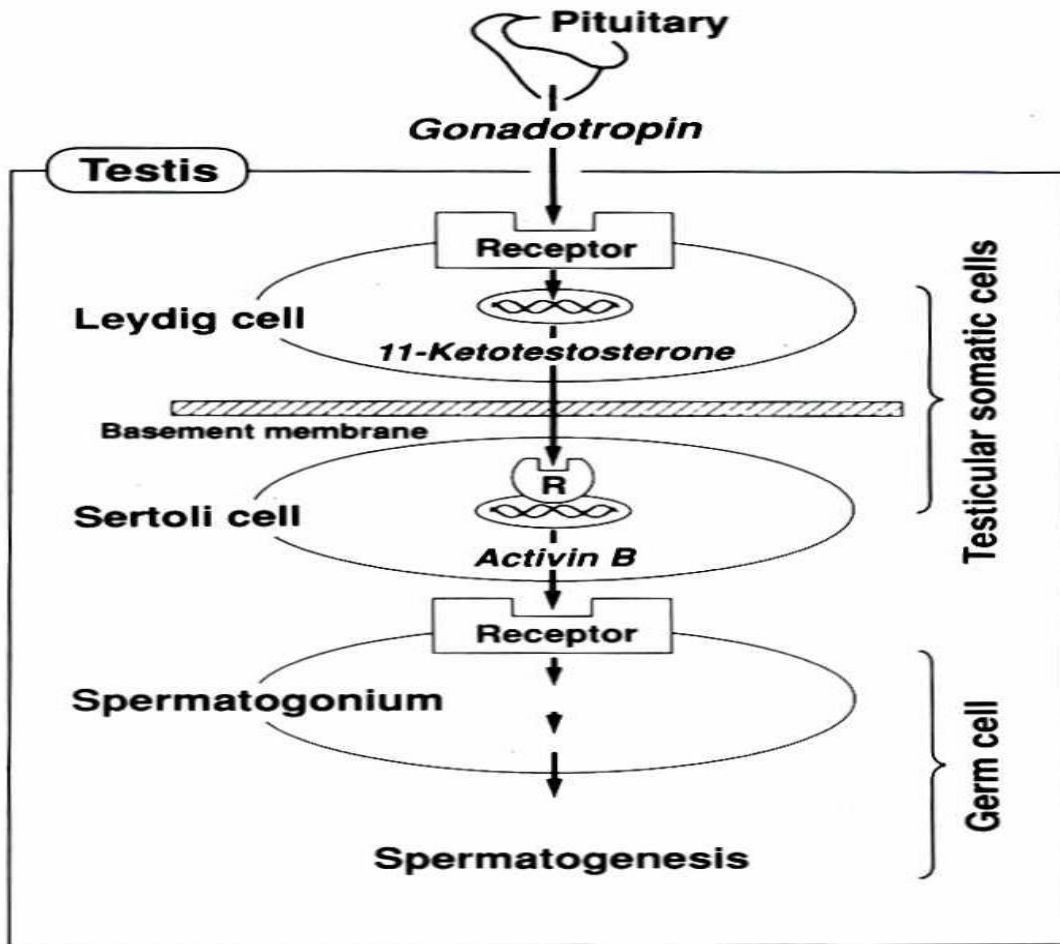 Pituitary
Gonadotropin
Testis
Receptor
Leydig cell
11-Ketotestosterone
Basement membrane
R
Sertoli cell
Activin B
Testicular somatic cells
Receptor
Spermatogonium
Germ cell
Spermatogenesis